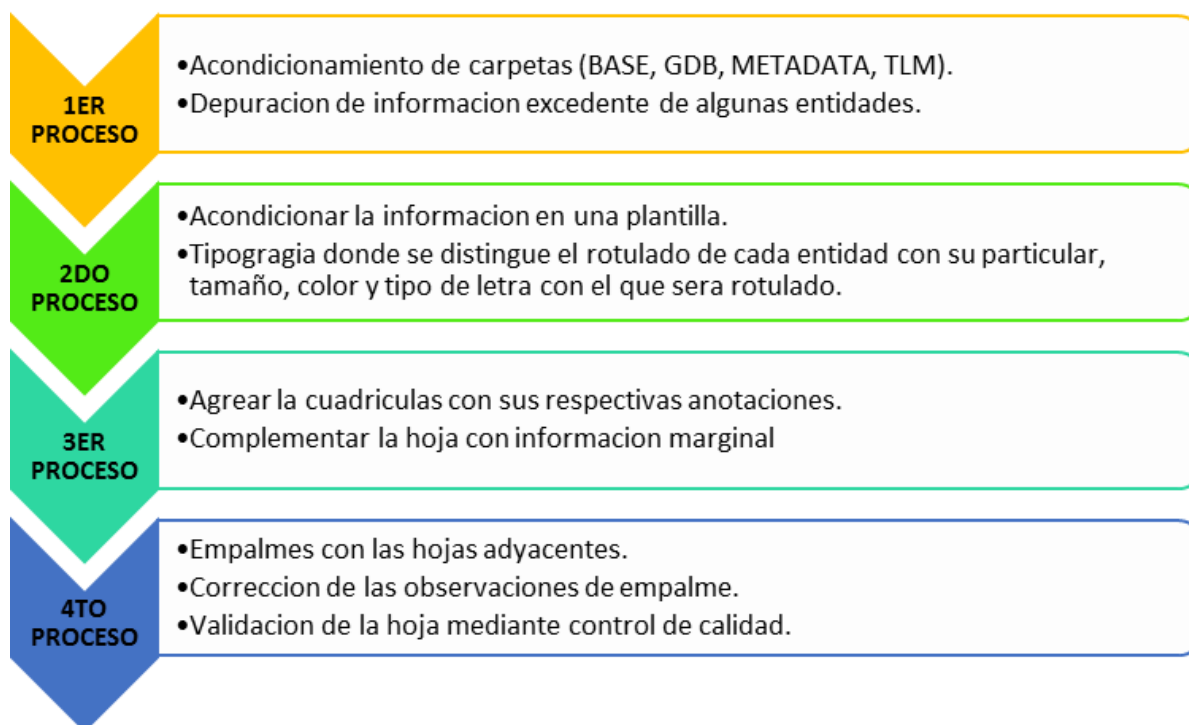 1ER
PROCESO
•Acondicionamiento de carpetas (BASE, GDB, METADATA, TLM).
•Depuracion de informacion excedente de algunas entidades.
2DO
PROCESO
•Acondicionar la informacion en una plantilla.
•Tipogragia donde se distingue el rotulado de cada entidad con su particular,
tamaño, color y tipo de letra con el que sera rotulado.
3ER
PROCESO
•Agrear la cuadriculas con sus respectivas anotaciones.
•Complementar la hoja con informacion marginal
4TO
PROCESO
•Empalmes con las hojas adyacentes.
•Correccion de las observaciones de empalme.
•Validacion de la hoja mediante control de calidad.